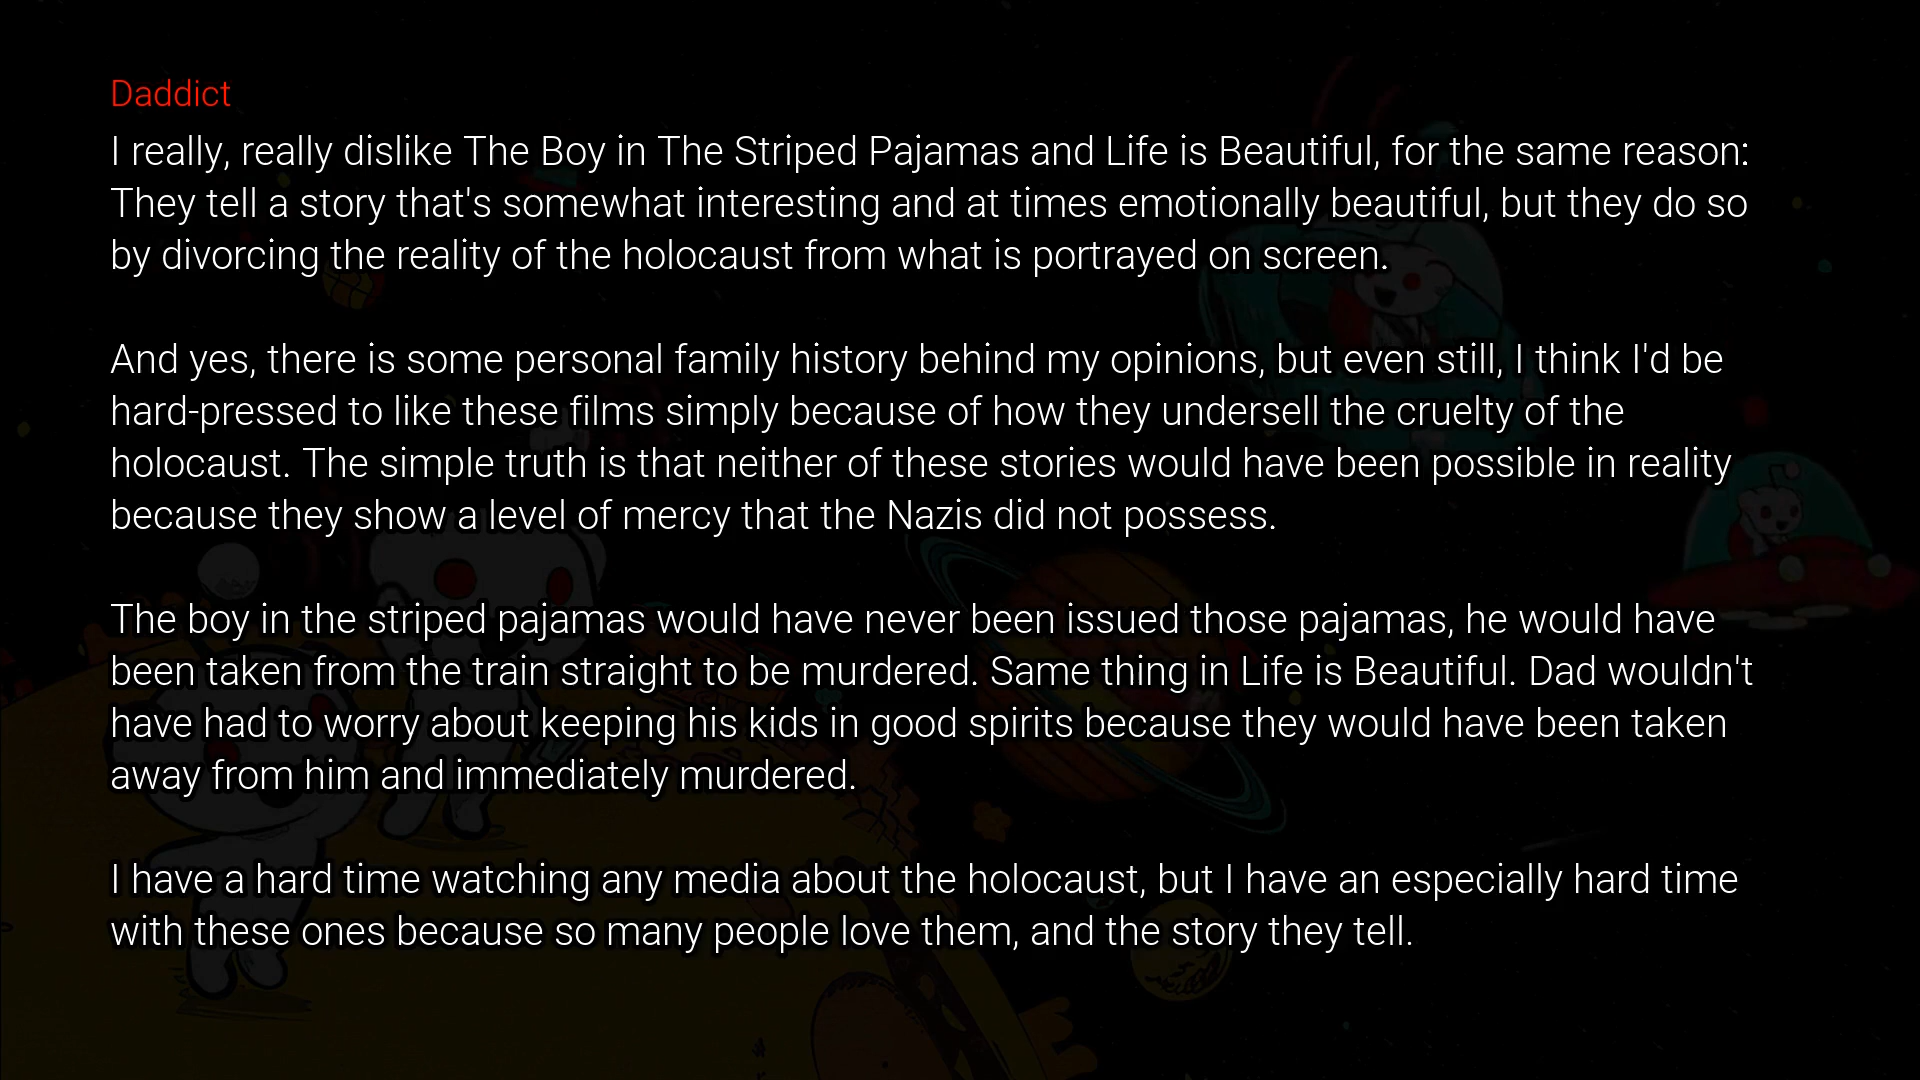 Daddict
I really, really dislike The Boy in The Striped Pajamas and Life is Beautiful, for the same reason:
They tell a story that's somewhat interesting and at times emotionally beautiful, but they do so
by divorcing the reality of the holocaust from what is portrayed on screen.
And yes, there is some personal family history behind my opinions, but even still, I think I'd be
hard-pressed to like these films simply because of how they undersell the cruelty of the
holocaust. The simple truth is that neither of these stories would have been possible in reality
because they show a level of mercy that the Nazis did not possess.
The boy in the striped pajamas would have never been issued those pajamas, he would have
been taken from the train straight to be murdered. Same thing in Life is Beautiful. Dad wouldn't
have had to worry about keeping his kids in good spirits because they would have been taken
away from him and immediately murdered.
I have a hard time watching any media about the holocaust, but I have an especially hard time
with these ones because so many people love them, and the story they tell.